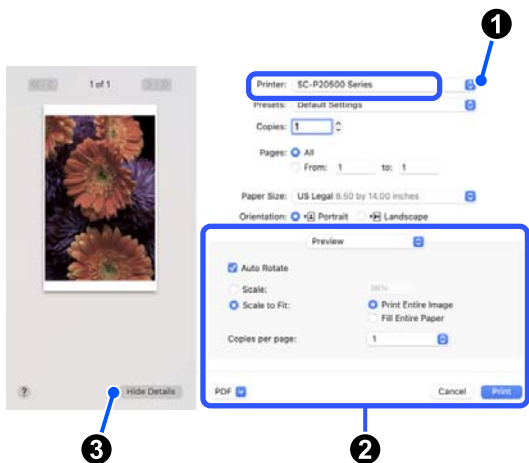 1
1 of 1
Printer: SC-P20500 Series
Presets: Default Settings
Copies: 1
Pages: All
From: 1 to: 1
Paper Size: US Legal 8.50 by 14.00 inches
Orientation: Portrait Landscape
Preview
Auto Rotate
Scale: 36%
Scale to Fit: Print Entire Image
Fill Entire Paper
Copies per page: 1
? Hide Details PDF Cancel Print
3 2